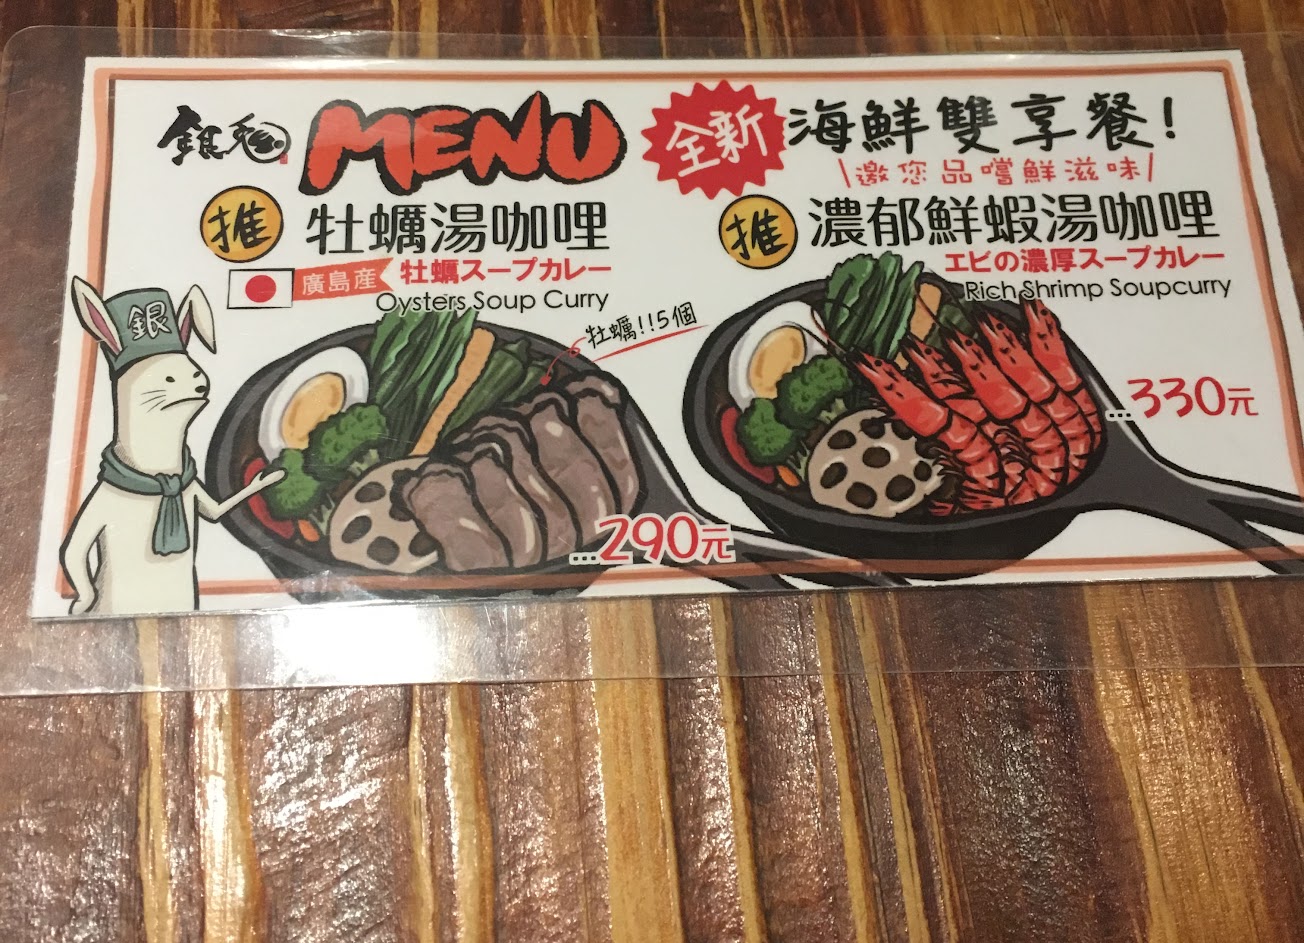 銀兔
MENU
全新
海鮮雙享餐!
\邀您品嚐鮮滋味/
推 牡蠣湯咖哩
廣島産 牡蠣スープカレー
Oysters Soup Curry
牡蠣!!5個
...290元
推 濃郁鮮蝦湯咖哩
エビの濃厚スープカレー
Rich Shrimp Soupcurry
...330元
銀